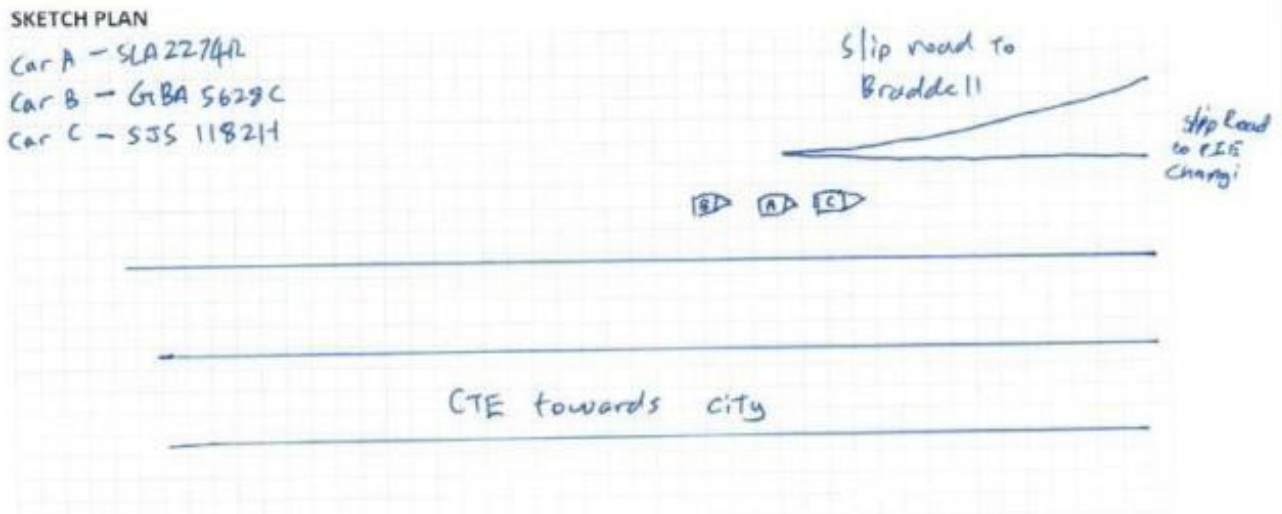 SKETCH PLAN
Car A - SLA2274R
Car B - GBA 5628C
Car C - SJS 1182H
Slip road To
Braddell
Slip Road
to PIE
Changi
B A C
CTE towards city